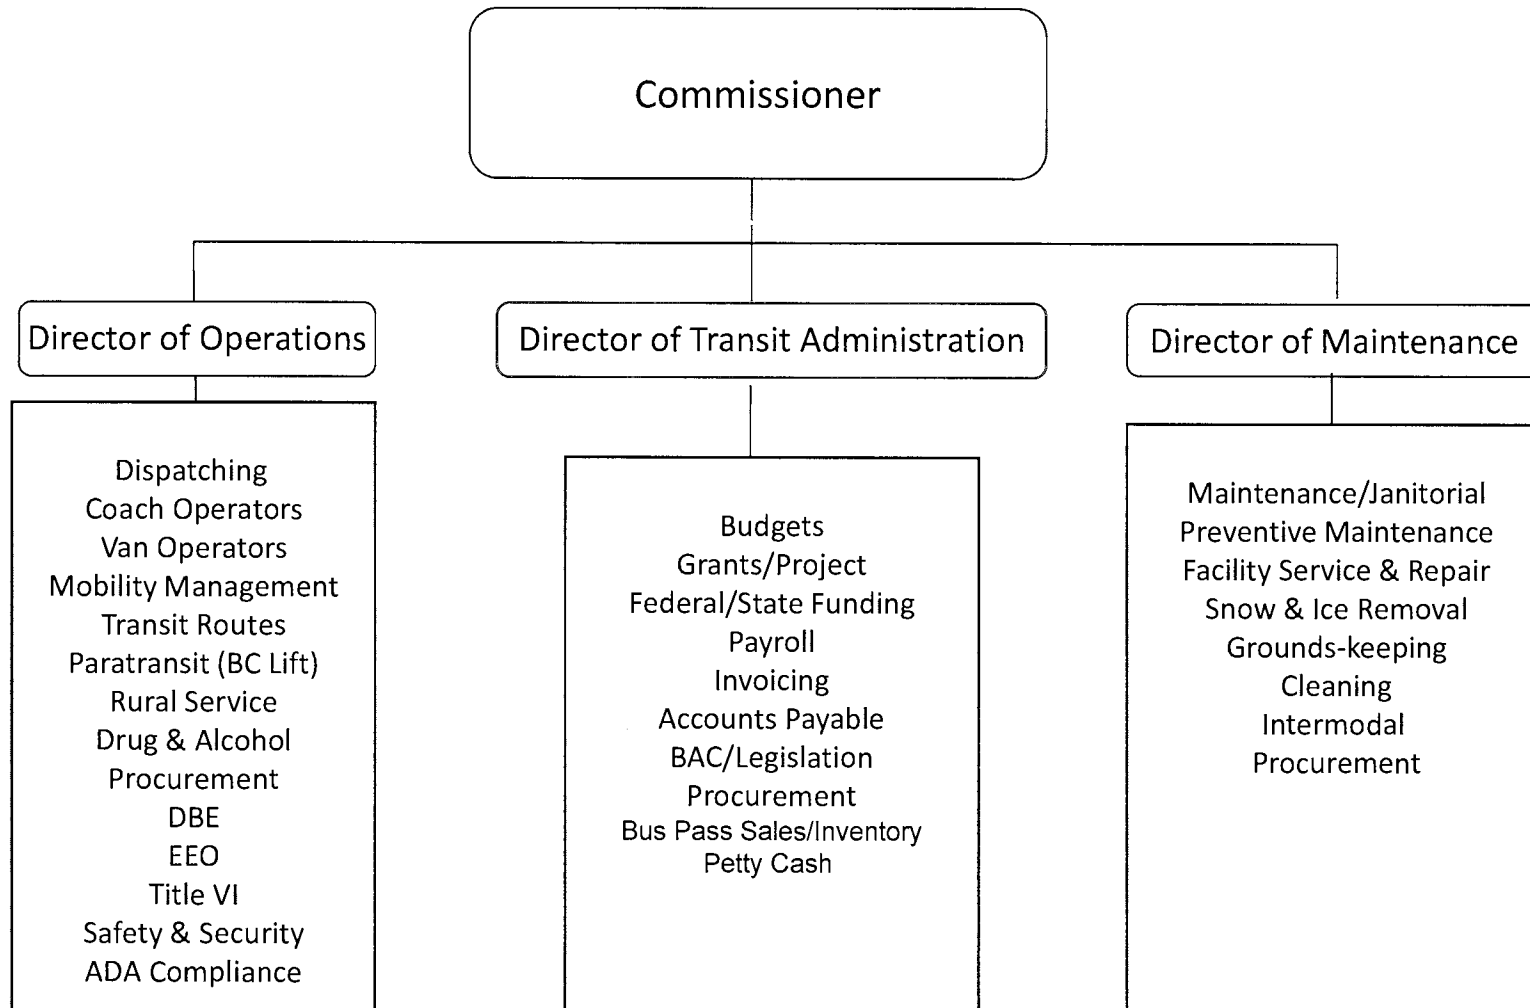 Commissioner
Director of Operations
Director of Transit Administration
Director of Maintenance
Dispatching
Coach Operators
Van Operators
Mobility Management
Transit Routes
Paratransit (BC Lift)
Rural Service
Drug & Alcohol
Procurement
DBE
EEO
Title VI
Safety & Security
ADA Compliance
Budgets
Grants/Project
Federal/State Funding
Payroll
Invoicing
Accounts Payable
BAC/Legislation
Procurement
Bus Pass Sales/Inventory
Petty Cash
Maintenance/Janitorial
Preventive Maintenance
Facility Service & Repair
Snow & Ice Removal
Grounds-keeping
Cleaning
Intermodal
Procurement